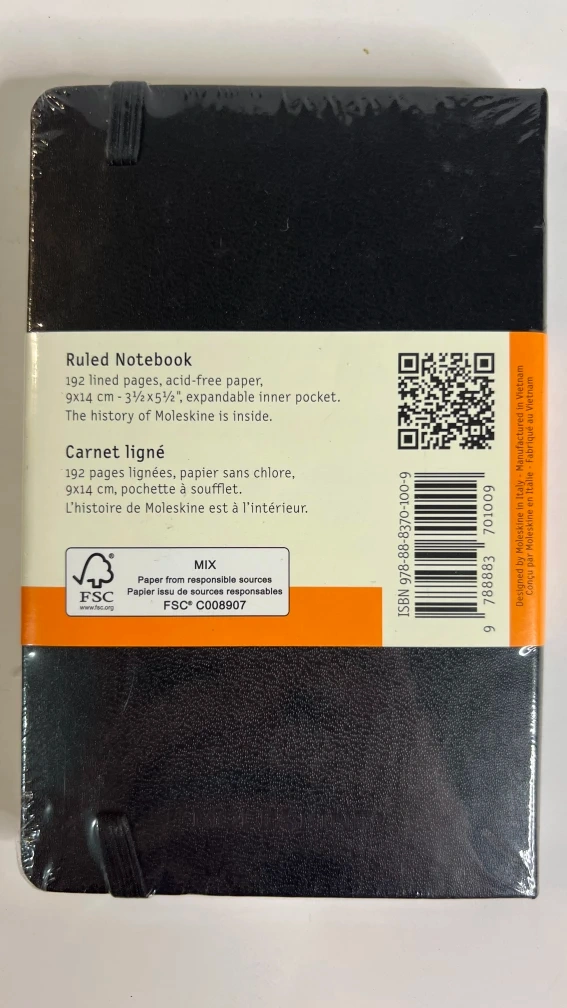 Ruled Notebook
192 lined pages, acid-free paper,
9x14 cm - 3½x5½", expandable inner pocket.
The history of Moleskine is inside.
Carnet ligné
192 pages lignées, papier sans chlore,
9x14 cm, pochette à soufflet.
L'histoire de Moleskine est à l'intérieur.
FSC
®
www.fsc.org
MIX
Paper from responsible sources
Papier issu de sources responsables
FSC® C008907
ISBN 978-88-8370-100-9
9 788883 701009
Designed by Moleskine in Italy - Manufactured in Vietnam
Conçu par Moleskine en Italie - Fabriqué au Vietnam